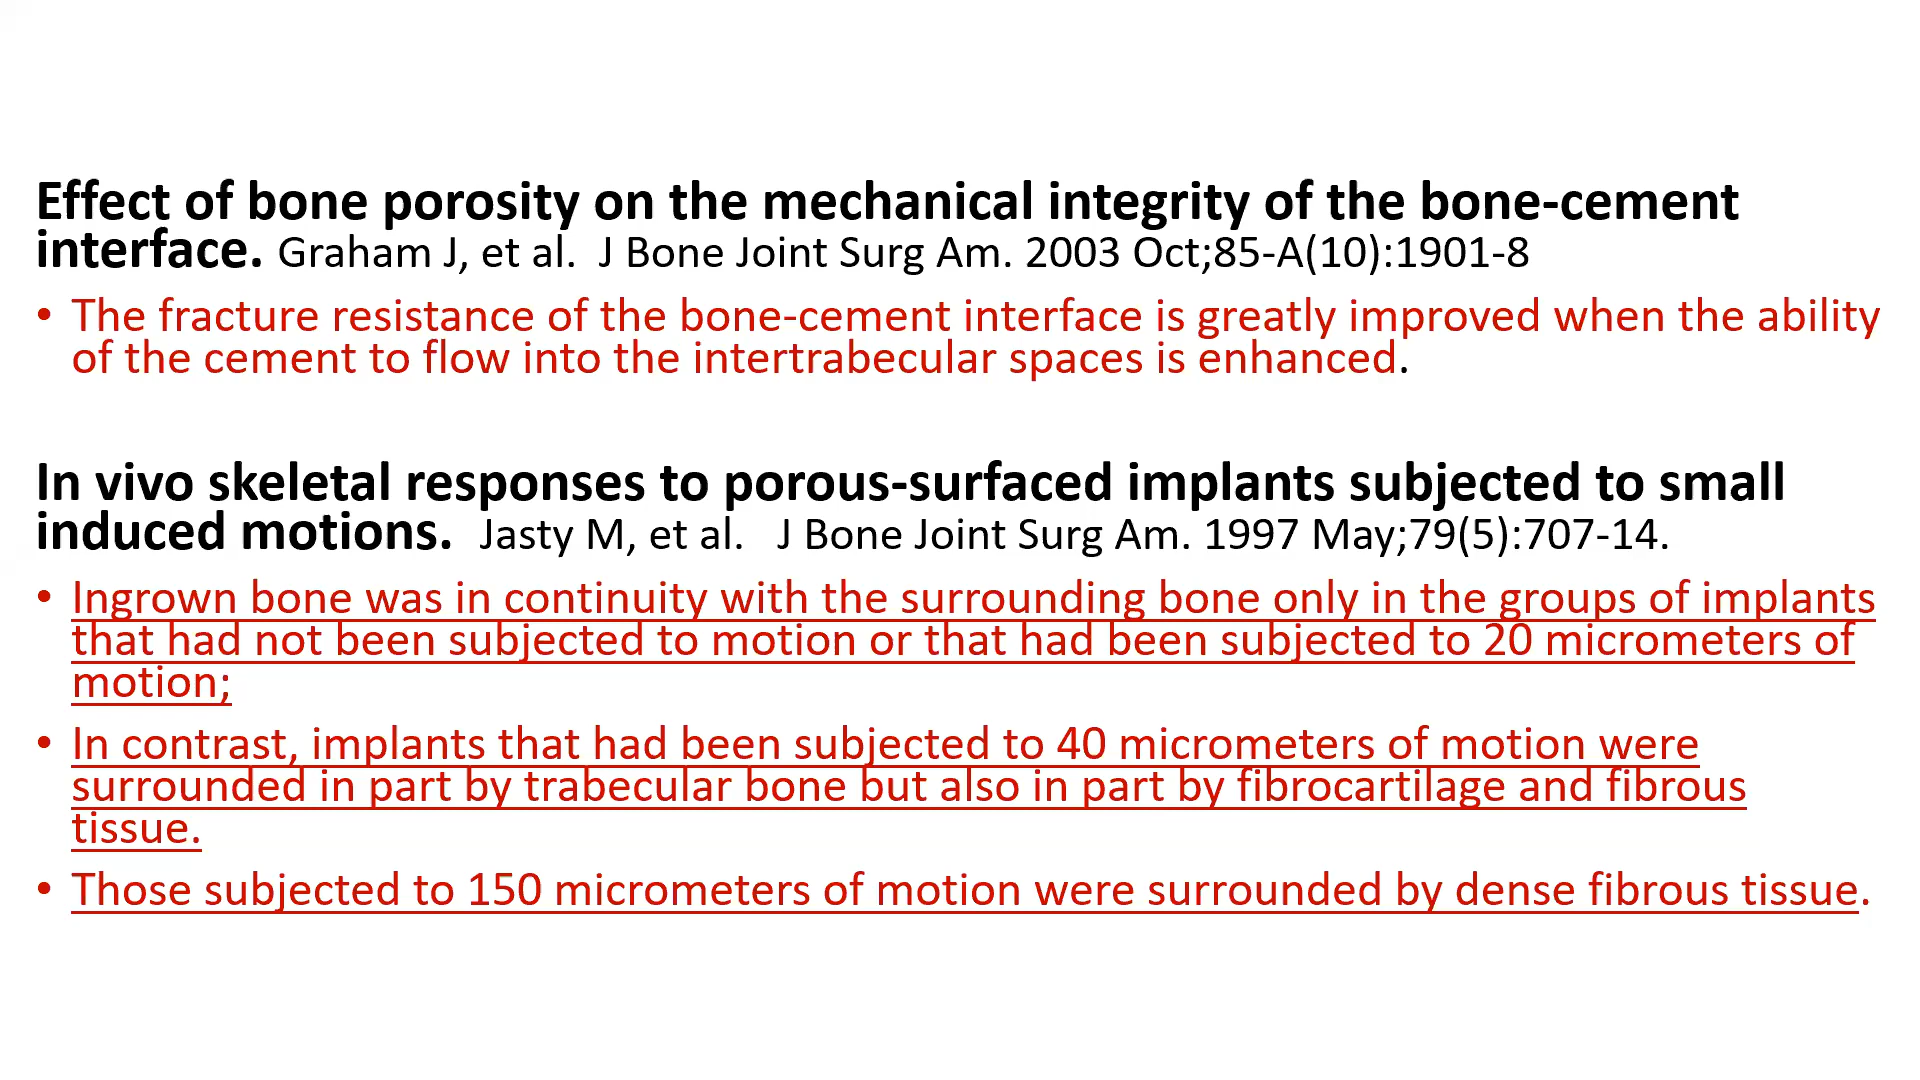 Effect of bone porosity on the mechanical integrity of the bone-cement
interface. Graham J, et al.  J Bone Joint Surg Am. 2003 Oct;85-A(10):1901-8
• The fracture resistance of the bone-cement interface is greatly improved when the ability
of the cement to flow into the intertrabecular spaces is enhanced.
In vivo skeletal responses to porous-surfaced implants subjected to small
induced motions.  Jasty M, et al.   J Bone Joint Surg Am. 1997 May;79(5):707-14.
• Ingrown bone was in continuity with the surrounding bone only in the groups of implants
that had not been subjected to motion or that had been subjected to 20 micrometers of
motion;
• In contrast, implants that had been subjected to 40 micrometers of motion were
surrounded in part by trabecular bone but also in part by fibrocartilage and fibrous
tissue.
• Those subjected to 150 micrometers of motion were surrounded by dense fibrous tissue.